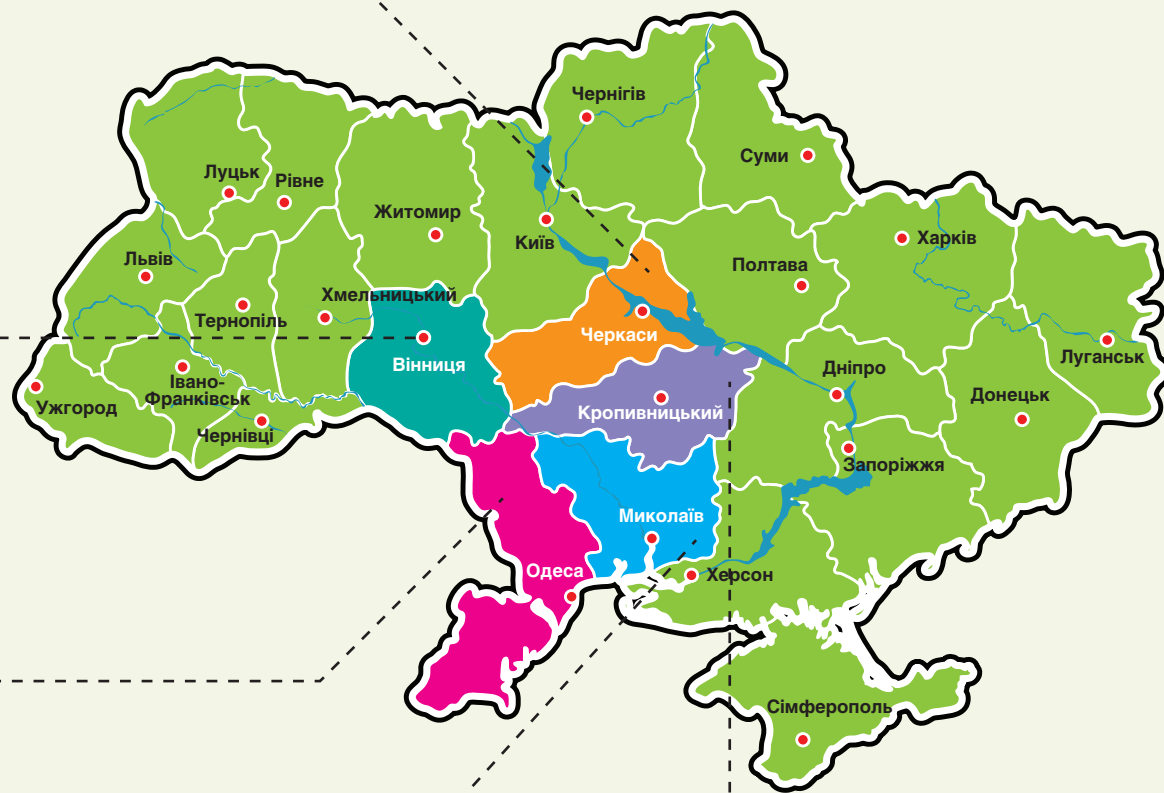 Чернігів
Суми
Луцьк
Рівне
Житомир
Київ
Харків
Львів
Полтава
Хмельницький
Тернопіль
Черкаси
Вінниця
Луганськ
Дніпро
Івано-
Франківськ
Ужгород
Донецьк
Кропивницький
Чернівці
Запоріжжя
Миколаїв
Одеса
Херсон
Сімферополь